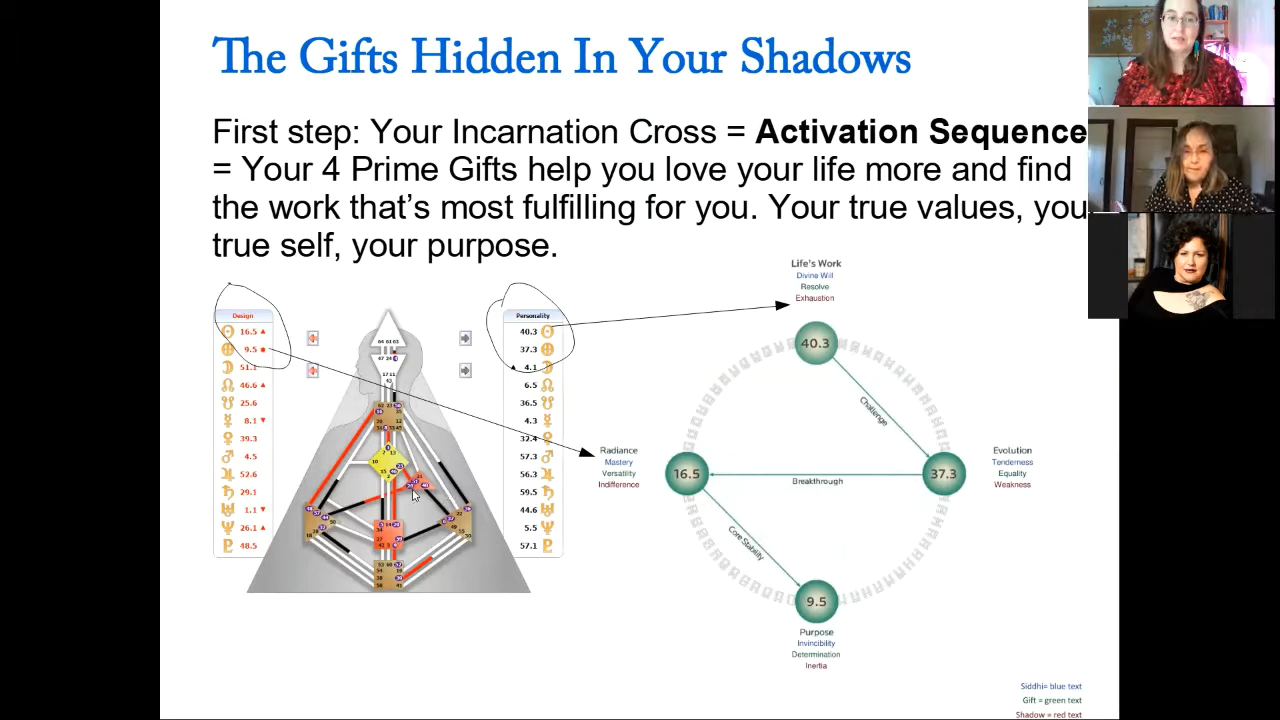 The Gifts Hidden In Your Shadows
First step: Your Incarnation Cross = Activation Sequence
= Your 4 Prime Gifts help you love your life more and find
the work that's most fulfilling for you. Your true values, you
true self, your purpose.
Design
16.5
9.5
51.1
46.6
25.6
8.1
39.3
4.5
52.6
29.1
1.1
26.1
48.5
Personality
40.3
37.3
4.1
6.5
36.5
4.3
32.4
57.3
56.3
59.5
44.6
5.5
57.1
Life's Work
Divine Will
Resolve
Exhaustion
40.3
Challenge
Radiance
Mastery
Versatility
Indifference
16.5
Breakthrough
37.3
Evolution
Tenderness
Equality
Weakness
Core Stability
9.5
Purpose
Invincibility
Determination
Inertia
Siddhi= blue text
Gift = green text
Shadow = red text